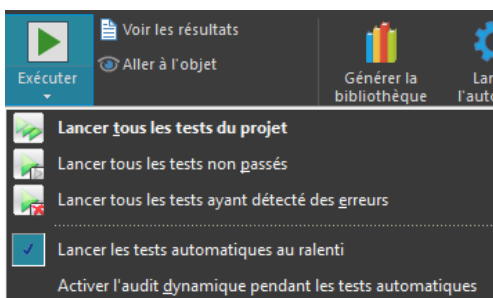 Voir les résultats
Aller à l'objet
Exécuter
Générer la
bibliothèque
Lancer tous les tests du projet
Lancer tous les tests non passés
Lancer tous les tests ayant détecté des erreurs
Lancer les tests automatiques au ralenti
Activer l'audit dynamique pendant les tests automatiques